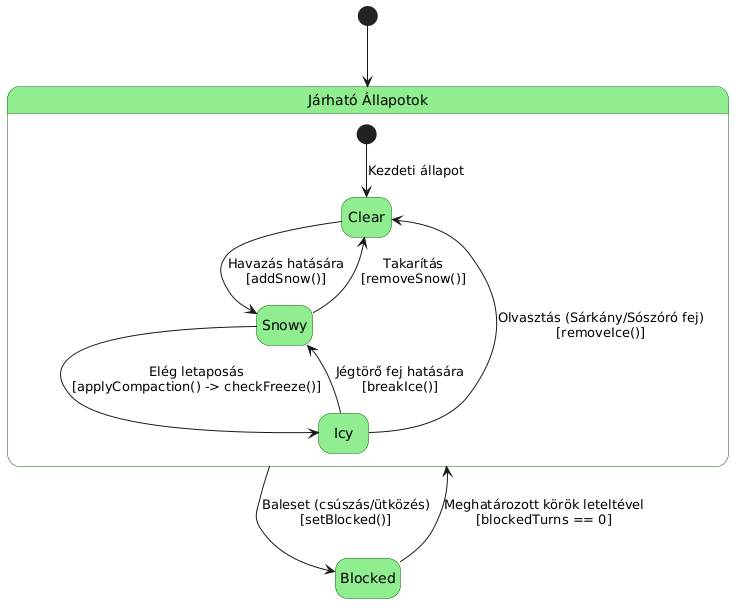 Járható Állapotok
Kezdeti állapot
Clear
Havazás hatására
[addSnow()]
Takarítás
[removeSnow()]
Olvasztás (Sárkány/Sószóró fej)
[removeIce()]
Snowy
Elég letaposás
[applyCompaction() -> checkFreeze()]
Jégtörő fej hatására
[breakIce()]
Icy
Baleset (csúszás/ütközés)
[setBlocked()]
Meghatározott körök leteltével
[blockedTurns == 0]
Blocked